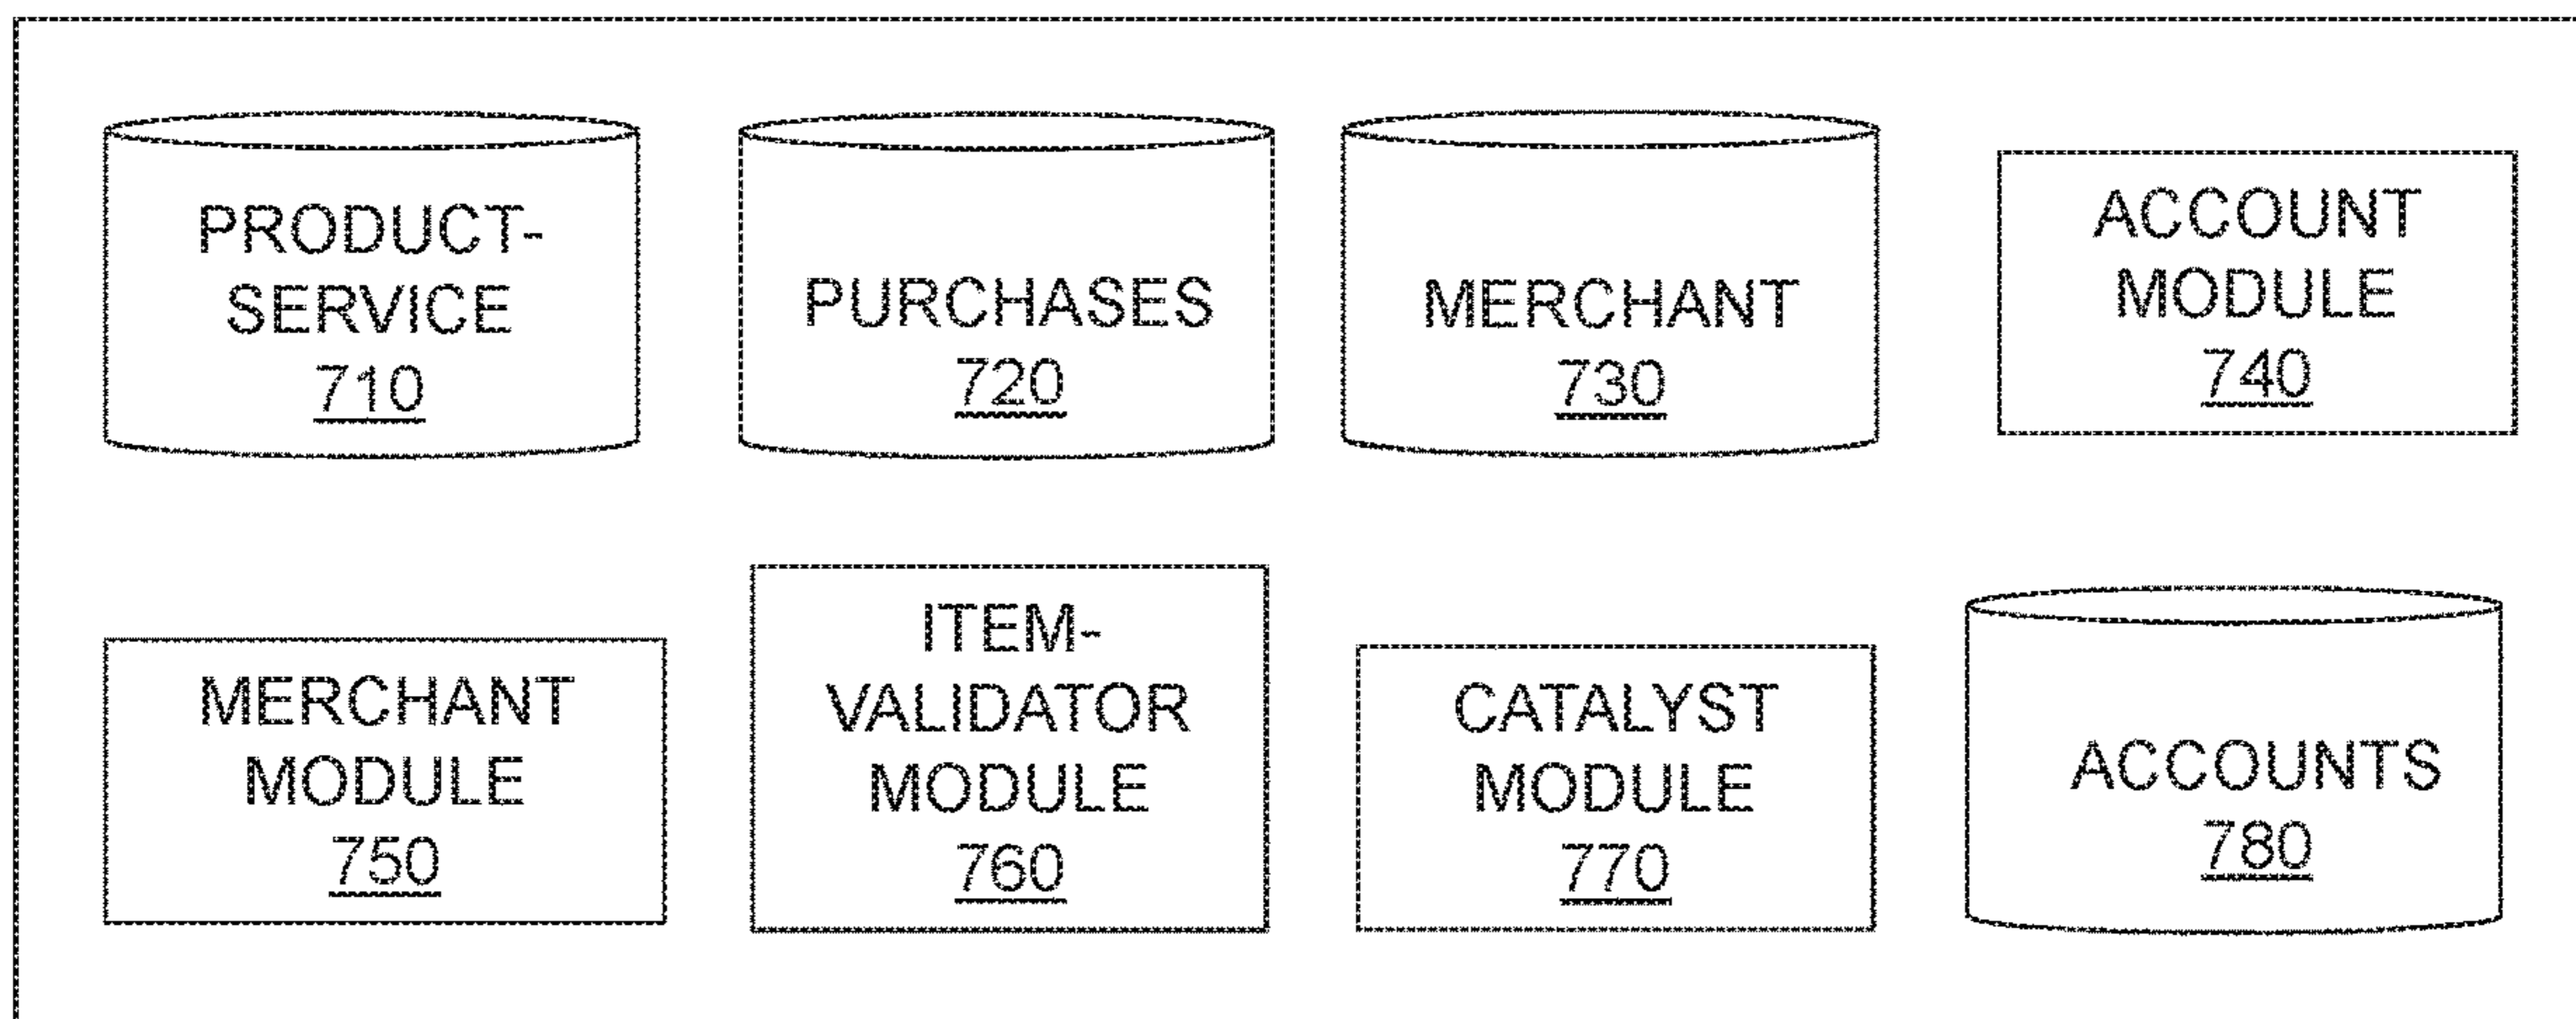 PRODUCT-
SERVICE
710
PURCHASES
720
MERCHANT
730
ACCOUNT
MODULE
740
MERCHANT
MODULE
750
ITEM-
VALIDATOR
MODULE
760
CATALYST
MODULE
770
ACCOUNTS
780